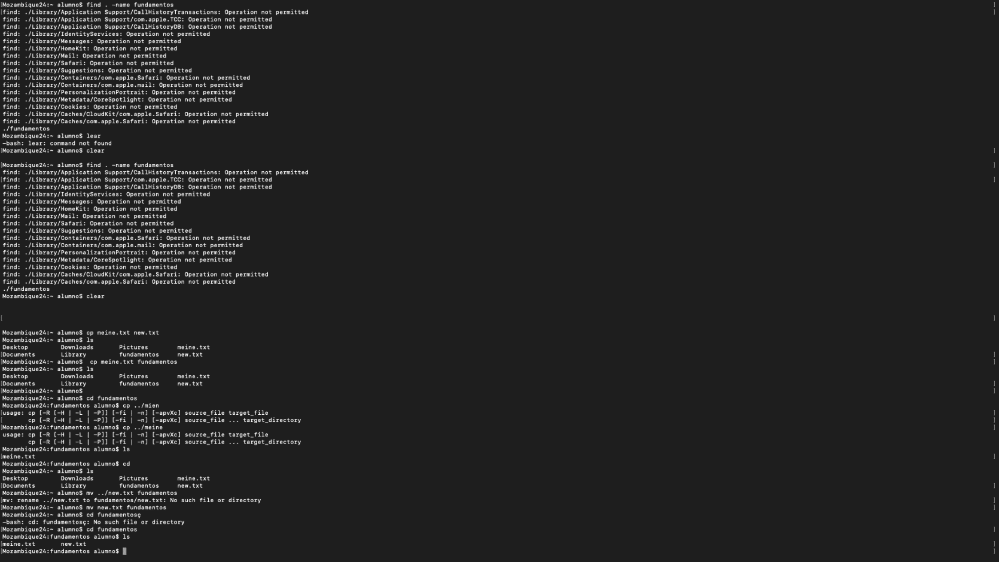 [Mozambique24:~ alumno$ find . -name fundamentos ]
[find: ./Library/Application Support/CallHistoryTransactions: Operation not permitted ]
find: ./Library/Application Support/com.apple.TCC: Operation not permitted
find: ./Library/Application Support/CallHistoryDB: Operation not permitted
find: ./Library/IdentityServices: Operation not permitted
find: ./Library/Messages: Operation not permitted
find: ./Library/HomeKit: Operation not permitted
find: ./Library/Mail: Operation not permitted
find: ./Library/Safari: Operation not permitted
find: ./Library/Suggestions: Operation not permitted
find: ./Library/Containers/com.apple.Safari: Operation not permitted
find: ./Library/Containers/com.apple.mail: Operation not permitted
find: ./Library/PersonalizationPortrait: Operation not permitted
find: ./Library/Metadata/CoreSpotlight: Operation not permitted
find: ./Library/Cookies: Operation not permitted
find: ./Library/Caches/CloudKit/com.apple.Safari: Operation not permitted
find: ./Library/Caches/com.apple.Safari: Operation not permitted
./fundamentos
Mozambique24:~ alumno$ lear
-bash: lear: command not found
[Mozambique24:~ alumno$ clear ]
[Mozambique24:~ alumno$ find . -name fundamentos ]
find: ./Library/Application Support/CallHistoryTransactions: Operation not permitted
[find: ./Library/Application Support/com.apple.TCC: Operation not permitted ]
find: ./Library/Application Support/CallHistoryDB: Operation not permitted
find: ./Library/IdentityServices: Operation not permitted
find: ./Library/Messages: Operation not permitted
find: ./Library/HomeKit: Operation not permitted
find: ./Library/Mail: Operation not permitted
find: ./Library/Safari: Operation not permitted
find: ./Library/Suggestions: Operation not permitted
find: ./Library/Containers/com.apple.Safari: Operation not permitted
find: ./Library/Containers/com.apple.mail: Operation not permitted
find: ./Library/PersonalizationPortrait: Operation not permitted
find: ./Library/Metadata/CoreSpotlight: Operation not permitted
find: ./Library/Cookies: Operation not permitted
find: ./Library/Caches/CloudKit/com.apple.Safari: Operation not permitted
find: ./Library/Caches/com.apple.Safari: Operation not permitted
./fundamentos
Mozambique24:~ alumno$ clear
[ ]
Mozambique24:~ alumno$ cp meine.txt new.txt
Mozambique24:~ alumno$ ls
Desktop Downloads Pictures meine.txt
[Documents Library fundamentos new.txt ]
[Mozambique24:~ alumno$  cp meine.txt fundamentos ]
Mozambique24:~ alumno$ ls
Desktop Downloads Pictures meine.txt
[Documents Library fundamentos new.txt ]
[Mozambique24:~ alumno$ ]
Mozambique24:~ alumno$ cd fundamentos
Mozambique24:fundamentos alumno$ cp ../mien
[usage: cp [-R [-H | -L | -P]] [-fi | -n] [-apvXc] source_file target_file ]
[ cp [-R [-H | -L | -P]] [-fi | -n] [-apvXc] source_file ... target_directory ]
[Mozambique24:fundamentos alumno$ cp ../meine ]
usage: cp [-R [-H | -L | -P]] [-fi | -n] [-apvXc] source_file target_file
cp [-R [-H | -L | -P]] [-fi | -n] [-apvXc] source_file ... target_directory
Mozambique24:fundamentos alumno$ ls
[meine.txt ]
Mozambique24:fundamentos alumno$ cd
Mozambique24:~ alumno$ ls
Desktop Downloads Pictures meine.txt
[Documents Library fundamentos new.txt ]
Mozambique24:~ alumno$ mv ../new.txt fundamentos
[mv: rename ../new.txt to fundamentos/new.txt: No such file or directory ]
[Mozambique24:~ alumno$ mv new.txt fundamentos ]
Mozambique24:~ alumno$ cd fundamentosç
-bash: cd: fundamentosç: No such file or directory
[Mozambique24:~ alumno$ cd fundamentos ]
Mozambique24:fundamentos alumno$ ls
[meine.txt new.txt ]
[Mozambique24:fundamentos alumno$ ]